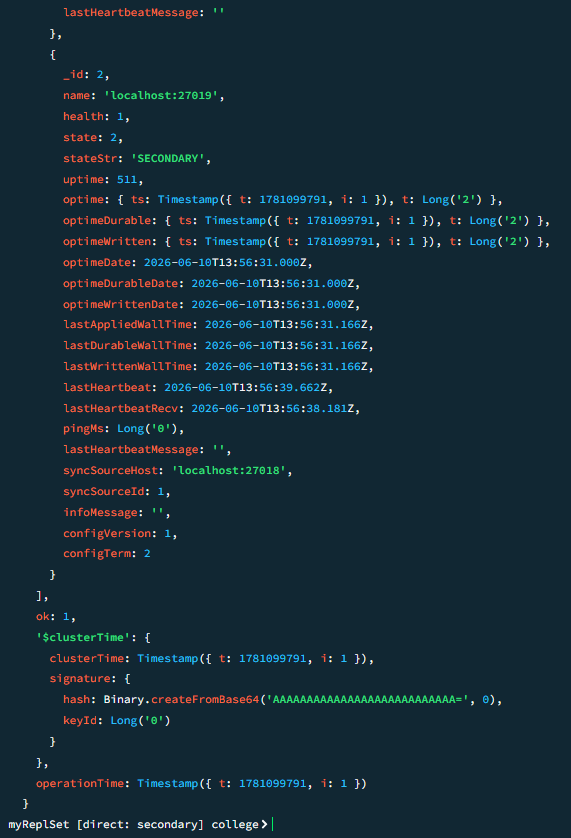 lastHeartbeatMessage: ''
},
{
_id: 2,
name: 'localhost:27019',
health: 1,
state: 2,
stateStr: 'SECONDARY',
uptime: 511,
optime: { ts: Timestamp({ t: 1781099791, i: 1 }), t: Long('2') },
optimeDurable: { ts: Timestamp({ t: 1781099791, i: 1 }), t: Long('2') },
optimeWritten: { ts: Timestamp({ t: 1781099791, i: 1 }), t: Long('2') },
optimeDate: 2026-06-10T13:56:31.000Z,
optimeDurableDate: 2026-06-10T13:56:31.000Z,
optimeWrittenDate: 2026-06-10T13:56:31.000Z,
lastAppliedWallTime: 2026-06-10T13:56:31.166Z,
lastDurableWallTime: 2026-06-10T13:56:31.166Z,
lastWrittenWallTime: 2026-06-10T13:56:31.166Z,
lastHeartbeat: 2026-06-10T13:56:39.662Z,
lastHeartbeatRecv: 2026-06-10T13:56:38.181Z,
pingMs: Long('0'),
lastHeartbeatMessage: '',
syncSourceHost: 'localhost:27018',
syncSourceId: 1,
infoMessage: '',
configVersion: 1,
configTerm: 2
}
],
ok: 1,
'$clusterTime': {
clusterTime: Timestamp({ t: 1781099791, i: 1 }),
signature: {
hash: Binary.createFromBase64('AAAAAAAAAAAAAAAAAAAAAAAAAAA=', 0),
keyId: Long('0')
}
},
operationTime: Timestamp({ t: 1781099791, i: 1 })
}
myReplSet [direct: secondary] college❯